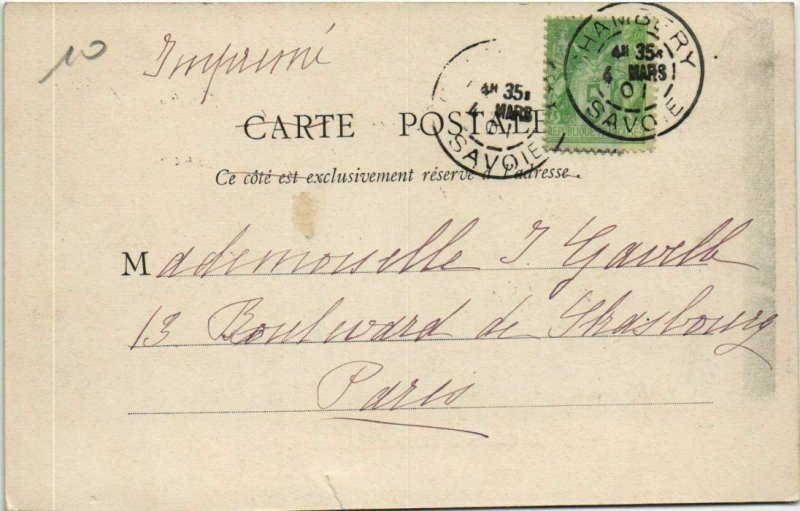 10
Imprimé
CHAMBERY
4H 35
4 MARS
01
SAVOIE
4H 35
4 MARS
01
SAVOIE
REPUBLIQUE
CARTE POSTALE
Ce côté est exclusivement réservé à l'adresse.
Mademoiselle J. Gavelle
13 Boulevard de Strasbourg
Paris